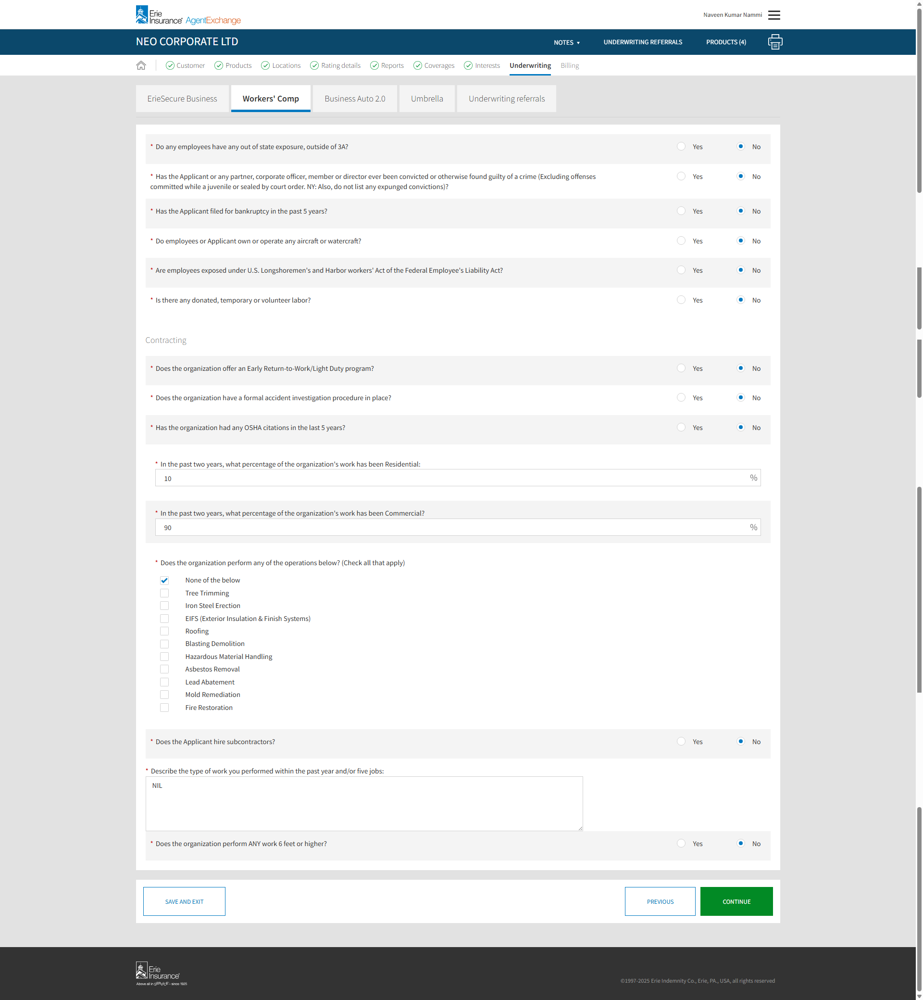 Erie
Insurance® AgentExchange
Naveen Kumar Nammi
NEO CORPORATE LTD
NOTES ▼
UNDERWRITING REFERRALS
PRODUCTS (4)
Customer
Products
Locations
Rating details
Reports
Coverages
Interests
Underwriting
Billing
ErieSecure Business
Workers' Comp
Business Auto 2.0
Umbrella
Underwriting referrals
* Do any employees have any out of state exposure, outside of 3A? Yes No
* Has the Applicant or any partner, corporate officer, member or director ever been convicted or otherwise found guilty of a crime (Excluding offenses Yes No
committed while a juvenile or sealed by court order. NY: Also, do not list any expunged convictions)?
* Has the Applicant filed for bankruptcy in the past 5 years? Yes No
* Do employees or Applicant own or operate any aircraft or watercraft? Yes No
* Are employees exposed under U.S. Longshoremen's and Harbor workers' Act of the Federal Employee's Liability Act? Yes No
* Is there any donated, temporary or volunteer labor? Yes No
Contracting
* Does the organization offer an Early Return-to-Work/Light Duty program? Yes No
* Does the organization have a formal accident investigation procedure in place? Yes No
* Has the organization had any OSHA citations in the last 5 years? Yes No
* In the past two years, what percentage of the organization's work has been Residential:
10 %
* In the past two years, what percentage of the organization's work has been Commercial?
90 %
* Does the organization perform any of the operations below? (Check all that apply)
None of the below
Tree Trimming
Iron Steel Erection
EIFS (Exterior Insulation & Finish Systems)
Roofing
Blasting Demolition
Hazardous Material Handling
Asbestos Removal
Lead Abatement
Mold Remediation
Fire Restoration
* Does the Applicant hire subcontractors? Yes No
* Describe the type of work you performed within the past year and/or five jobs:
NIL
* Does the organization perform ANY work 6 feet or higher? Yes No
SAVE AND EXIT
PREVIOUS
CONTINUE
Erie
Insurance®
Above all in SERVICE® – since 1925
©1997-2025 Erie Indemnity Co., Erie, PA., USA, all rights reserved